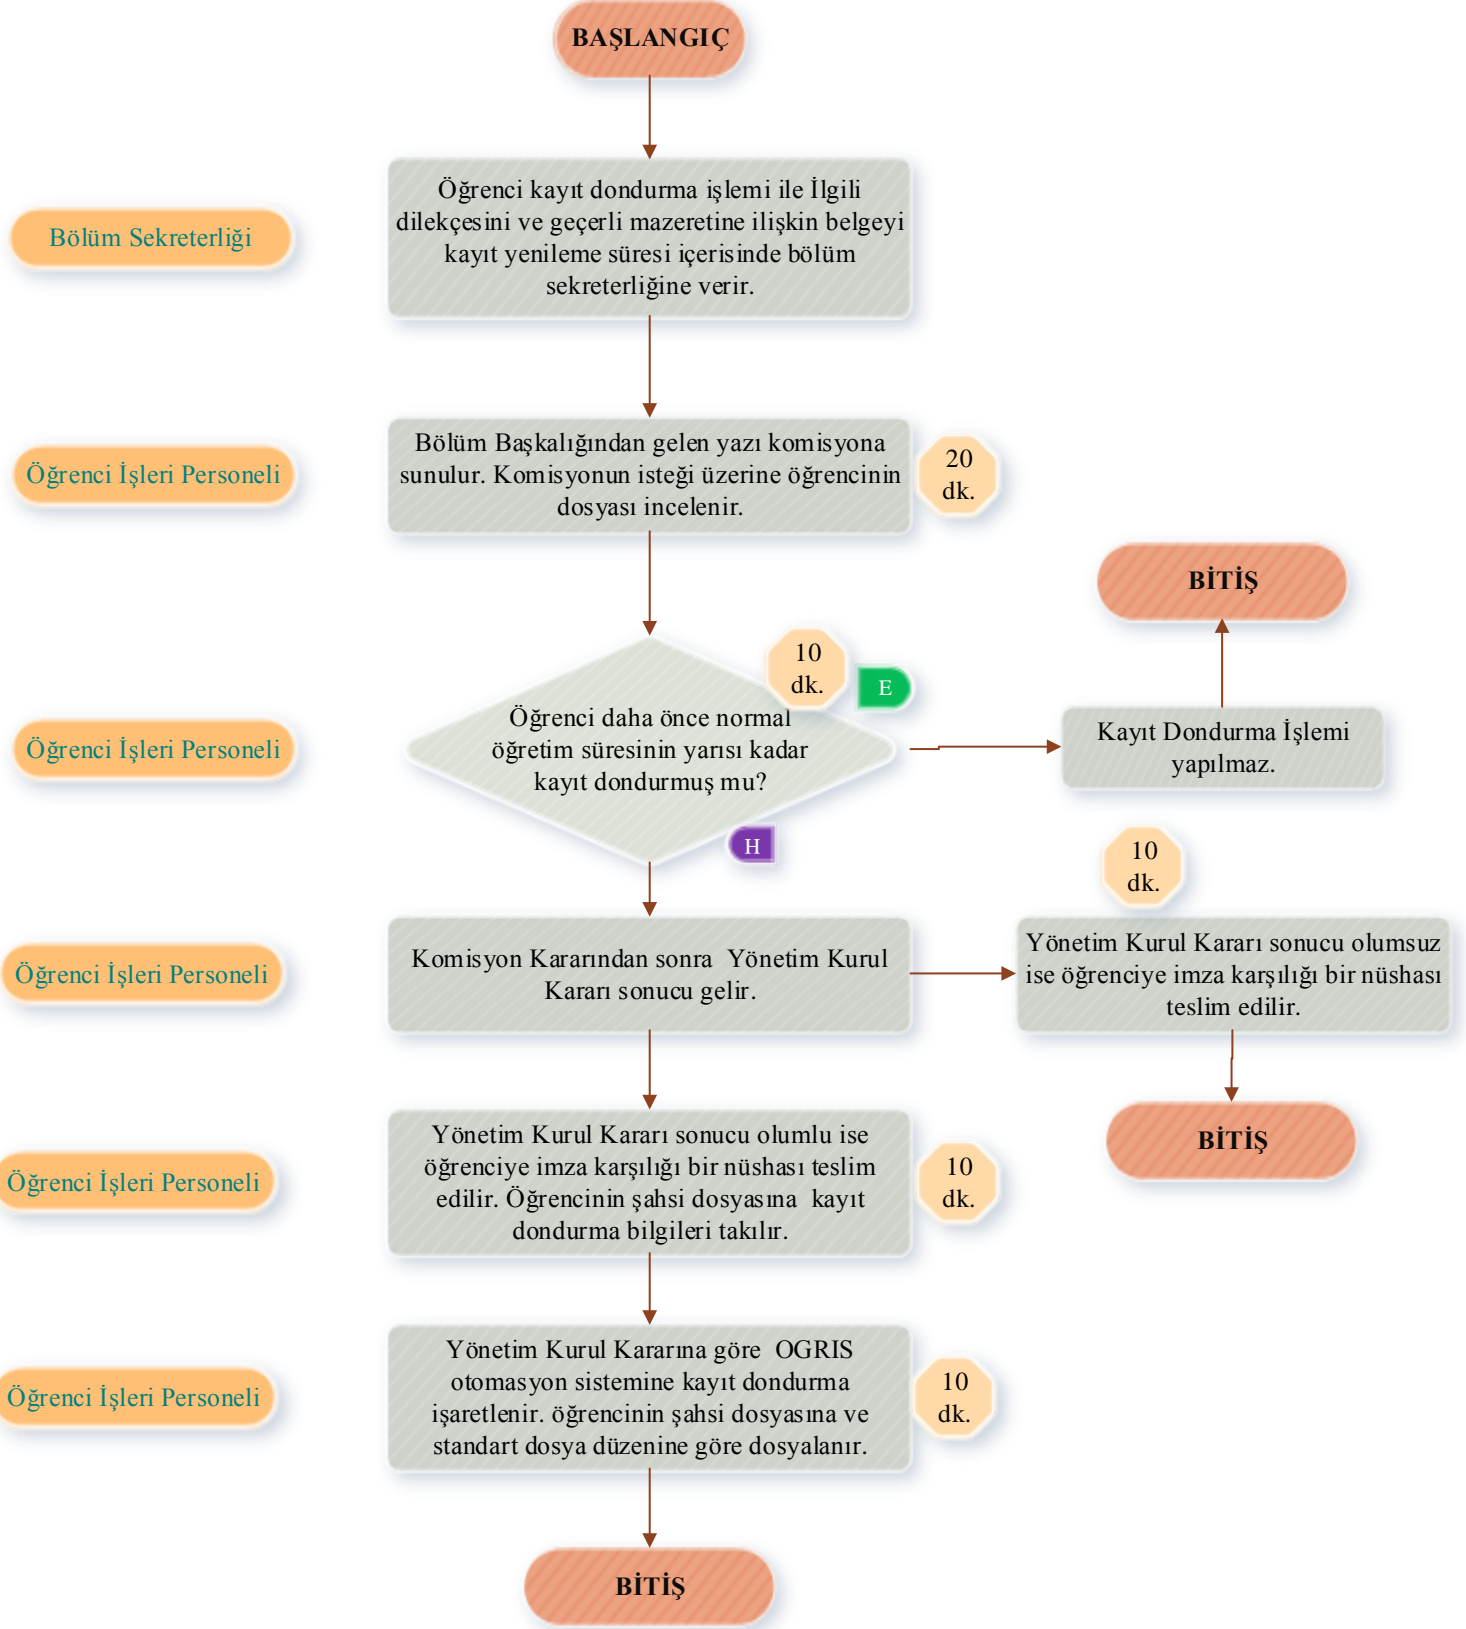 BAŞLANGIÇ
Bölüm Sekreterliği
Öğrenci kayıt dondurma işlemi ile İlgili
dilekçesini ve geçerli mazeretine ilişkin belgeyi
kayıt yenileme süresi içerisinde bölüm
sekreterliğine verir.
Öğrenci İşleri Personeli
Bölüm Başkalığından gelen yazı komisyona
sunulur. Komisyonun isteği üzerine öğrencinin
dosyası incelenir.
20
dk.
BİTİŞ
Öğrenci İşleri Personeli
Öğrenci daha önce normal
öğretim süresinin yarısı kadar
kayıt dondurmuş mu?
10
dk.
E
Kayıt Dondurma İşlemi
yapılmaz.
H
10
dk.
Öğrenci İşleri Personeli
Komisyon Kararından sonra Yönetim Kurul
Kararı sonucu gelir.
Yönetim Kurul Kararı sonucu olumsuz
ise öğrenciye imza karşılığı bir nüshası
teslim edilir.
BİTİŞ
Öğrenci İşleri Personeli
Yönetim Kurul Kararı sonucu olumlu ise
öğrenciye imza karşılığı bir nüshası teslim
edilir. Öğrencinin şahsi dosyasına kayıt
dondurma bilgileri takılır.
10
dk.
Öğrenci İşleri Personeli
Yönetim Kurul Kararına göre OGRIS
otomasyon sistemine kayıt dondurma
işaretlenir. öğrencinin şahsi dosyasına ve
standart dosya düzenine göre dosyalanır.
10
dk.
BİTİŞ